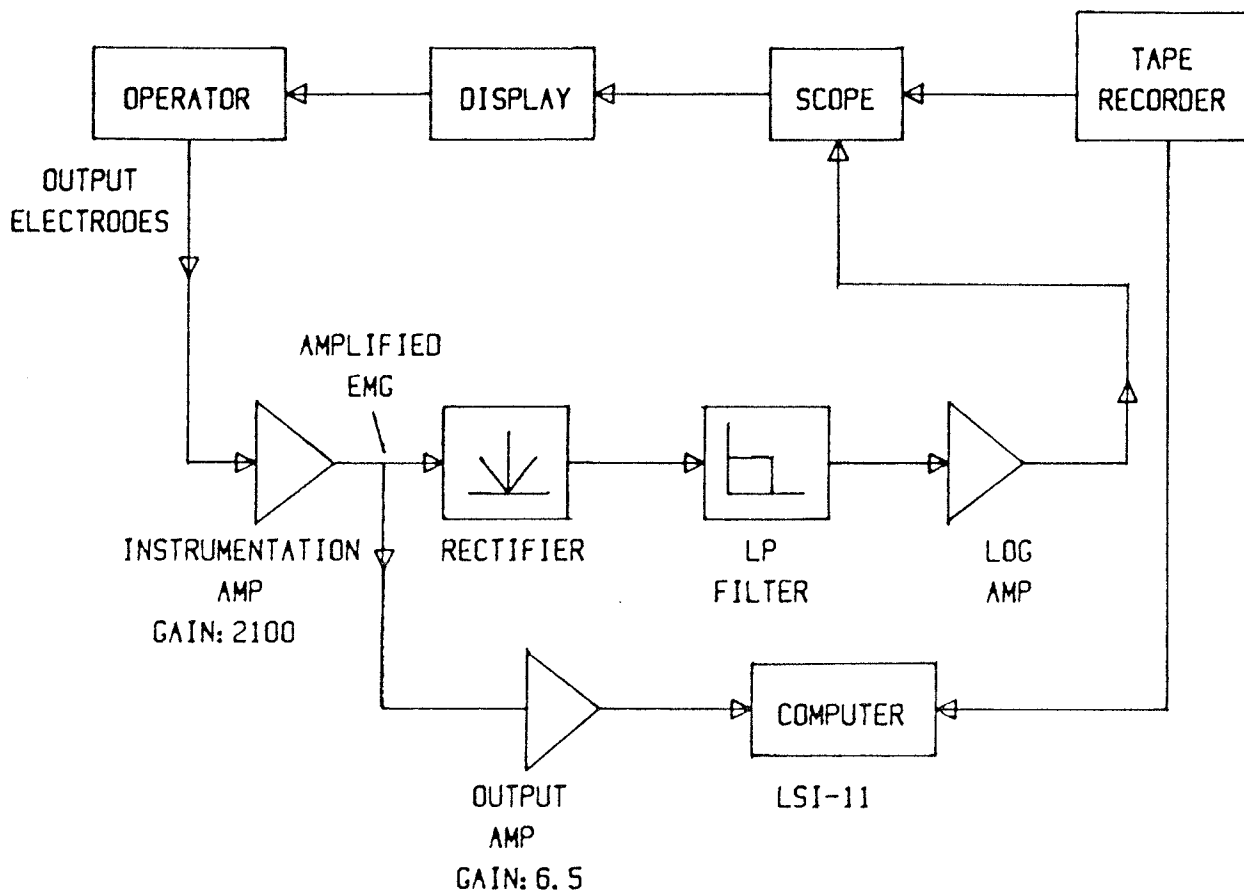 TAPE
RECORDER
OPERATOR
DISPLAY
SCOPE
OUTPUT
ELECTRODES
AMPLIFIED
EMG
INSTRUMENTATION
AMP
GAIN: 2100
RECTIFIER
LP
FILTER
LOG
AMP
COMPUTER
LSI-11
OUTPUT
AMP
GAIN: 6.5